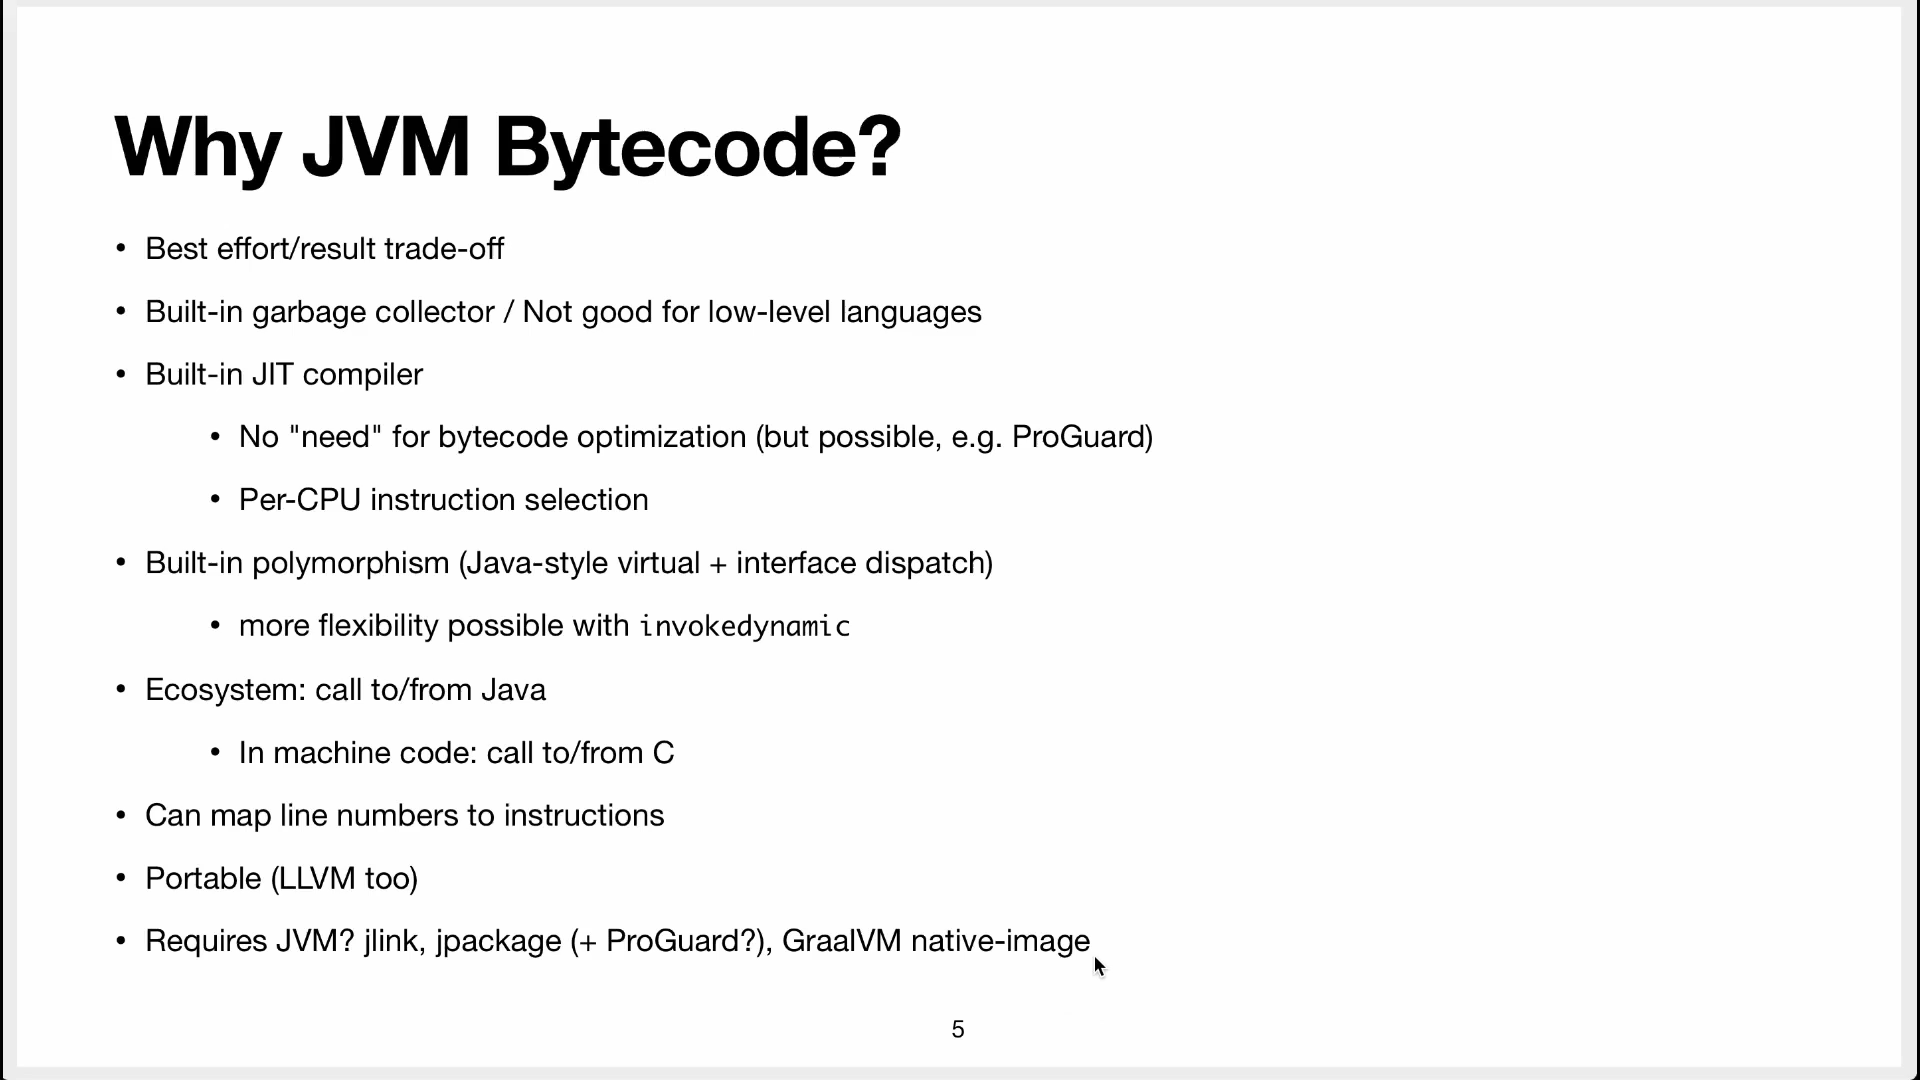 Why JVM Bytecode?
• Best effort/result trade-off
• Built-in garbage collector / Not good for low-level languages
• Built-in JIT compiler
• No "need" for bytecode optimization (but possible, e.g. ProGuard)
• Per-CPU instruction selection
• Built-in polymorphism (Java-style virtual + interface dispatch)
• more flexibility possible with invokedynamic
• Ecosystem: call to/from Java
• In machine code: call to/from C
• Can map line numbers to instructions
• Portable (LLVM too)
• Requires JVM? jlink, jpackage (+ ProGuard?), GraalVM native-image
5